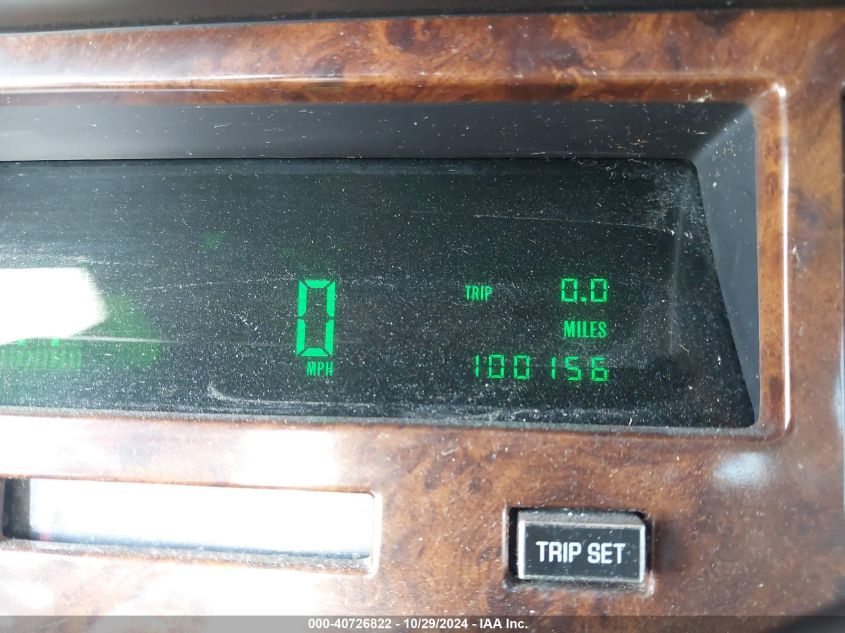 0
MPH
TRIP 0.0
MILES
100156
TRIP SET
000-40726822 - 10/29/2024 - IAA Inc.